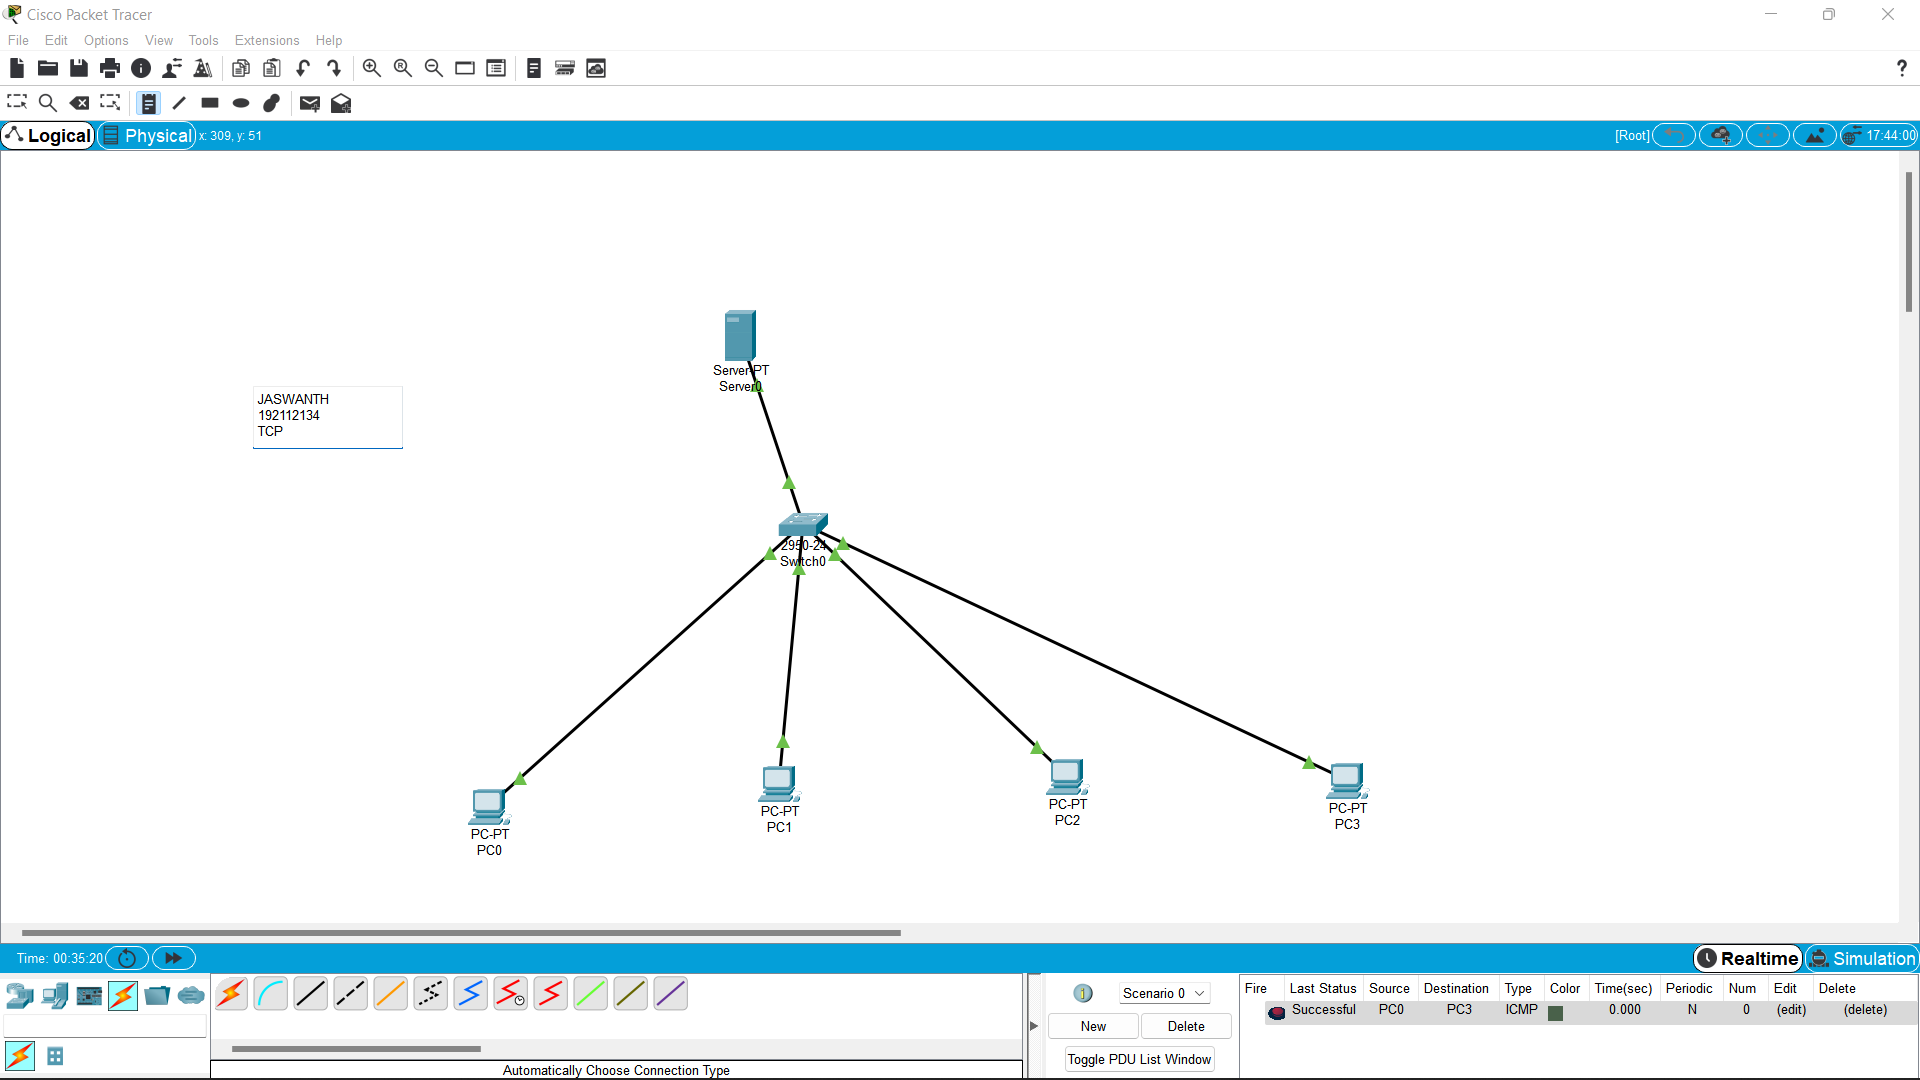 Cisco Packet Tracer
File Edit Options View Tools Extensions Help
?
Logical Physical x: 309, y: 51 [Root] 17:44:00
Server-PT
Server0
JASWANTH
192112134
TCP
2950-24
Switch0
PC-PT
PC0
PC-PT
PC1
PC-PT
PC2
PC-PT
PC3
Time: 00:35:20 Realtime Simulation
Scenario 0
New Delete
Toggle PDU List Window
Fire Last Status Source Destination Type Color Time(sec) Periodic Num Edit Delete
Successful PC0 PC3 ICMP 0.000 N 0 (edit) (delete)
Automatically Choose Connection Type